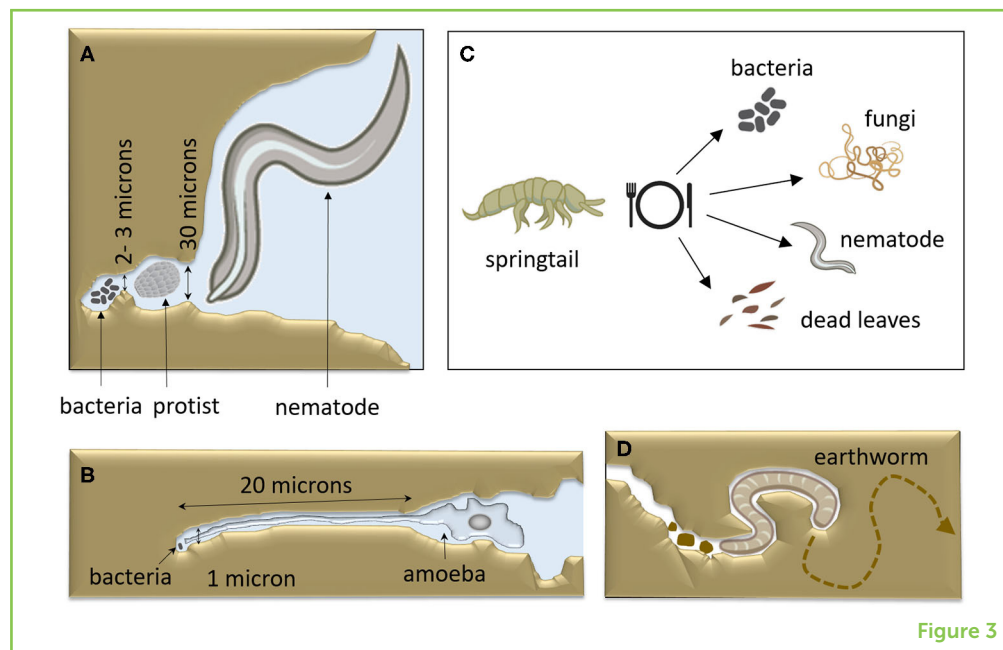 A
2- 3 microns
30 microns
bacteria protist
nematode
C
bacteria
fungi
springtail
nematode
dead leaves
B
20 microns
bacteria
1 micron
amoeba
D
earthworm
Figure 3